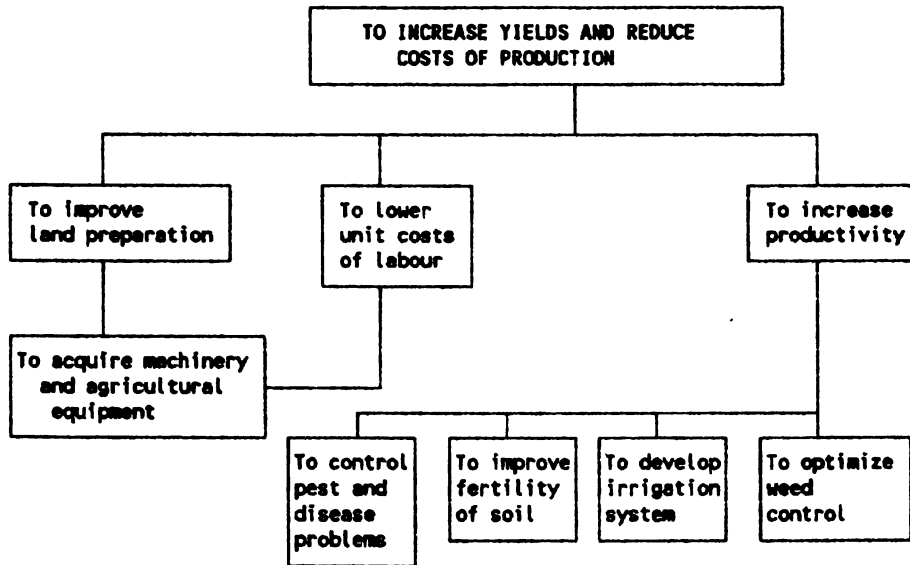 TO INCREASE YIELDS AND REDUCE
COSTS OF PRODUCTION
To improve
land preparation
To lower
unit costs
of labour
To increase
productivity
To acquire machinery
and agricultural
equipment
To control
pest and
disease
problems
To improve
fertility
of soil
To develop
irrigation
system
To optimize
weed
control